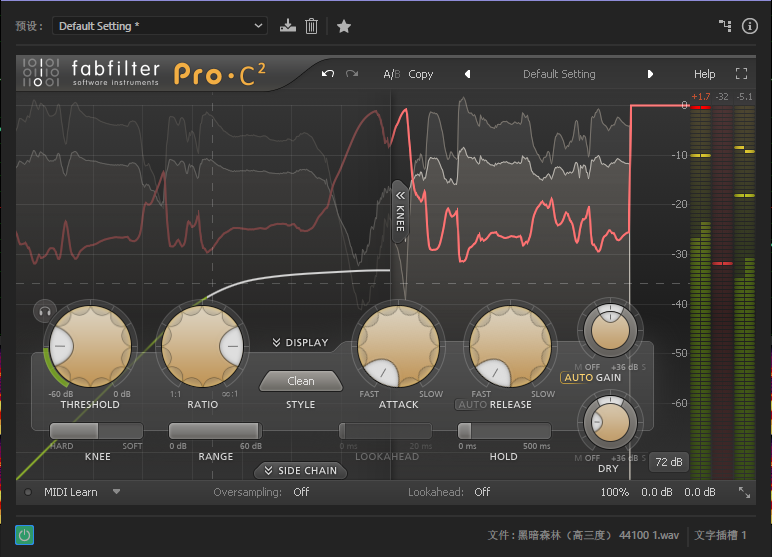 预设： Default Setting *
fabfilter
software instruments
Pro·C²
A/B Copy Default Setting Help
+1.7 -32 -5.1
0
-10
-20
-30
-40
-50
-60
KNEE
DISPLAY
-60 dB 0 dB
THRESHOLD
1:1 ∞:1
RATIO
Clean
STYLE
FAST SLOW
ATTACK
FAST SLOW
AUTO RELEASE
M OFF +36 dB S
AUTO GAIN
HARD SOFT
KNEE
0 dB 60 dB
RANGE
0 ms 20 ms
LOOKAHEAD
0 ms 500 ms
HOLD
M OFF +36 dB S
DRY
72 dB
SIDE CHAIN
MIDI Learn Oversampling: Off Lookahead: Off 100% 0.0 dB 0.0 dB
文件 : 黑暗森林（高三度） 44100 1.wav 文字插槽 1